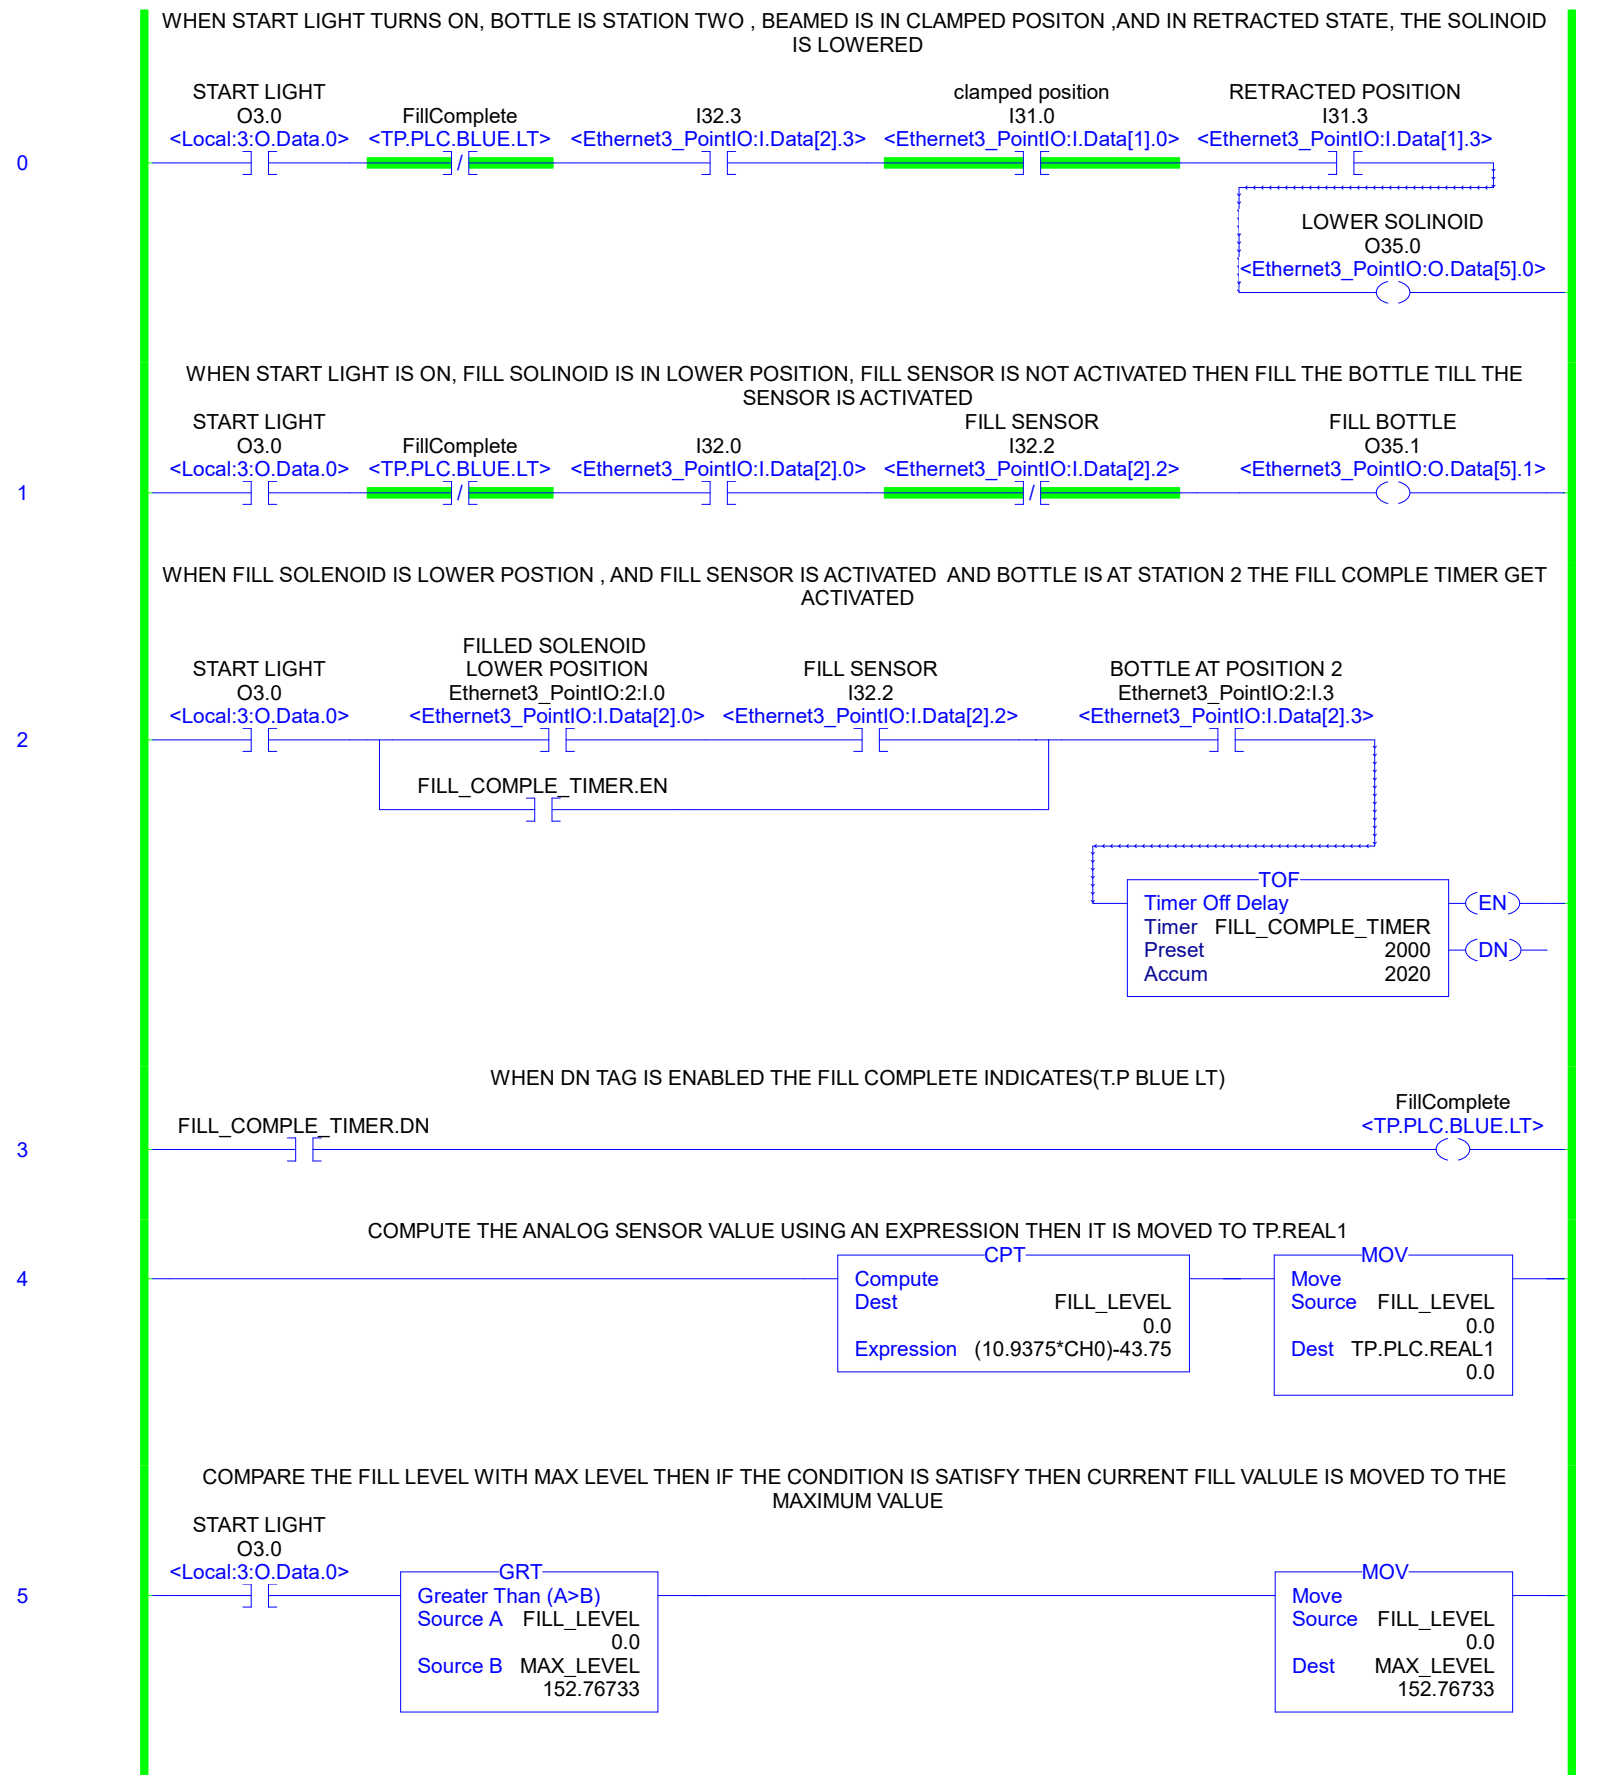 WHEN START LIGHT TURNS ON, BOTTLE IS STATION TWO , BEAMED IS IN CLAMPED POSITON ,AND IN RETRACTED STATE, THE SOLINOID
IS LOWERED
START LIGHT
O3.0
<Local:3:O.Data.0>
FillComplete
<TP.PLC.BLUE.LT>
I32.3
<Ethernet3_PointIO:I.Data[2].3>
clamped position
I31.0
<Ethernet3_PointIO:I.Data[1].0>
RETRACTED POSITION
I31.3
<Ethernet3_PointIO:I.Data[1].3>
0
/
LOWER SOLINOID
O35.0
<Ethernet3_PointIO:O.Data[5].0>
WHEN START LIGHT IS ON, FILL SOLINOID IS IN LOWER POSITION, FILL SENSOR IS NOT ACTIVATED THEN FILL THE BOTTLE TILL THE
SENSOR IS ACTIVATED
START LIGHT
O3.0
<Local:3:O.Data.0>
FillComplete
<TP.PLC.BLUE.LT>
I32.0
<Ethernet3_PointIO:I.Data[2].0>
FILL SENSOR
I32.2
<Ethernet3_PointIO:I.Data[2].2>
FILL BOTTLE
O35.1
<Ethernet3_PointIO:O.Data[5].1>
1
/
/
WHEN FILL SOLENOID IS LOWER POSTION , AND FILL SENSOR IS ACTIVATED  AND BOTTLE IS AT STATION 2 THE FILL COMPLE TIMER GET
ACTIVATED
START LIGHT
O3.0
<Local:3:O.Data.0>
FILLED SOLENOID
LOWER POSITION
Ethernet3_PointIO:2:I.0
<Ethernet3_PointIO:I.Data[2].0>
FILL SENSOR
I32.2
<Ethernet3_PointIO:I.Data[2].2>
BOTTLE AT POSITION 2
Ethernet3_PointIO:2:I.3
<Ethernet3_PointIO:I.Data[2].3>
2
FILL_COMPLE_TIMER.EN
TOF
Timer Off Delay
Timer FILL_COMPLE_TIMER
Preset 2000
Accum 2020
EN
DN
WHEN DN TAG IS ENABLED THE FILL COMPLETE INDICATES(T.P BLUE LT)
FILL_COMPLE_TIMER.DN
FillComplete
<TP.PLC.BLUE.LT>
3
COMPUTE THE ANALOG SENSOR VALUE USING AN EXPRESSION THEN IT IS MOVED TO TP.REAL1
4
CPT
Compute
Dest FILL_LEVEL
0.0
Expression (10.9375*CH0)-43.75
MOV
Move
Source FILL_LEVEL
0.0
Dest TP.PLC.REAL1
0.0
COMPARE THE FILL LEVEL WITH MAX LEVEL THEN IF THE CONDITION IS SATISFY THEN CURRENT FILL VALULE IS MOVED TO THE
MAXIMUM VALUE
START LIGHT
O3.0
<Local:3:O.Data.0>
5
GRT
Greater Than (A>B)
Source A FILL_LEVEL
0.0
Source B MAX_LEVEL
152.76733
MOV
Move
Source FILL_LEVEL
0.0
Dest MAX_LEVEL
152.76733